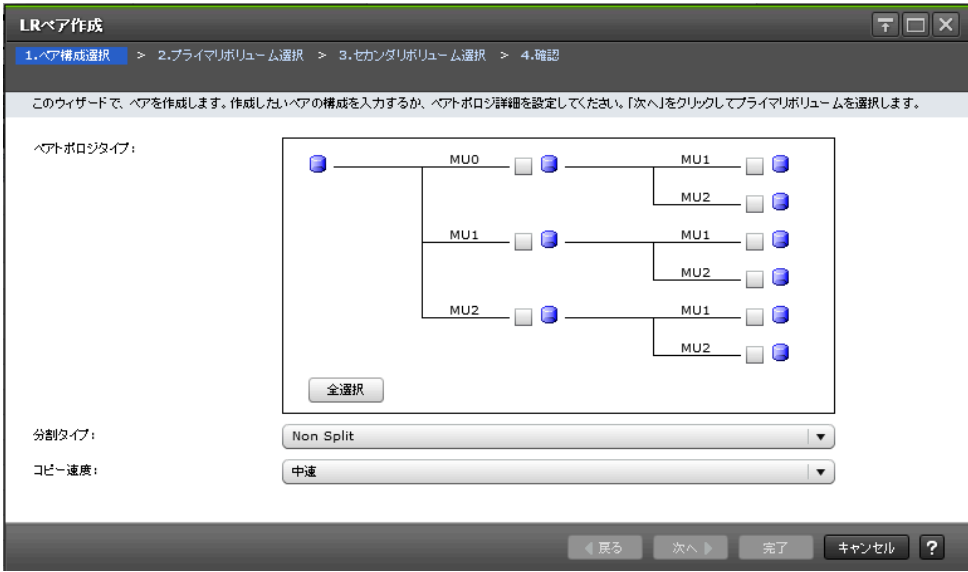 LRペア作成
1.ペア構成選択 > 2.プライマリボリューム選択 > 3.セカンダリボリューム選択 > 4.確認
このウィザードで、ペアを作成します。作成したいペアの構成を入力するか、ペアトポロジ詳細を設定してください。「次へ」をクリックしてプライマリボリュームを選択します。
ペアトポロジタイプ:
MU0 MU1
MU2
MU1 MU1
MU2
MU2 MU1
MU2
全選択
分割タイプ: Non Split
コピー速度: 中速
戻る 次へ 完了 キャンセル ?